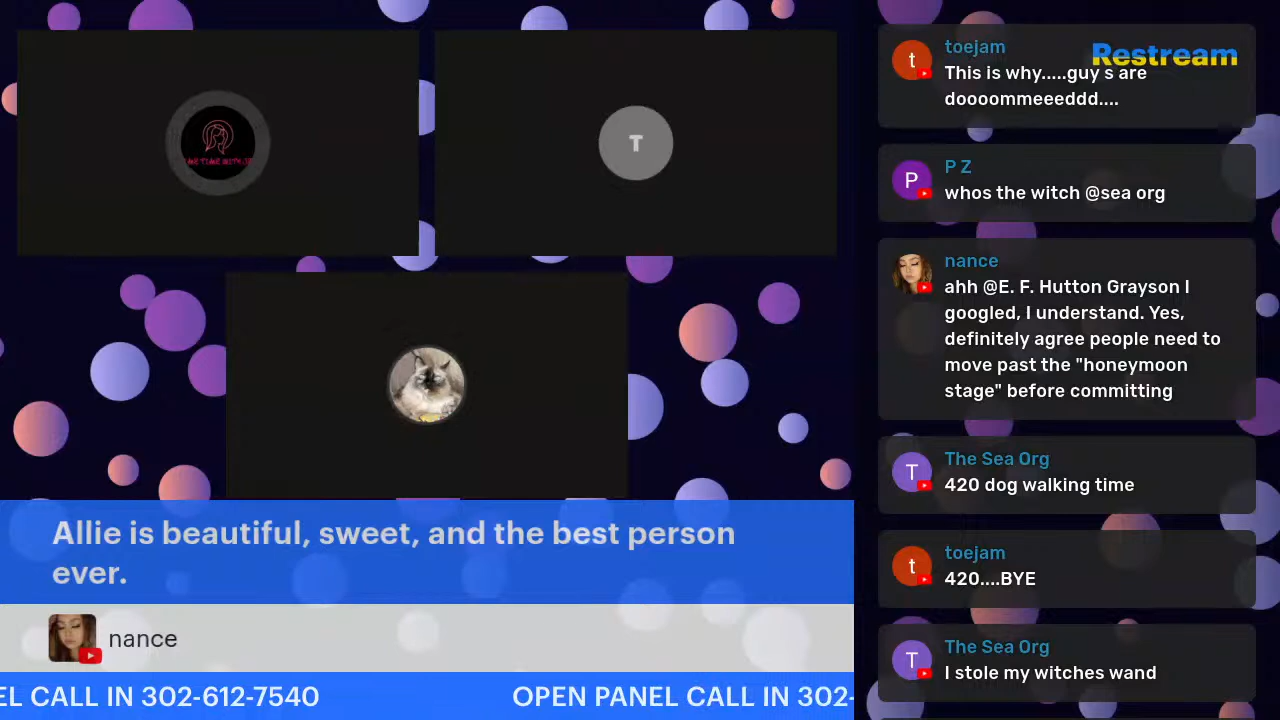 T
Allie is beautiful, sweet, and the best person
ever.
nance
EL CALL IN 302-612-7540
OPEN PANEL CALL IN 302-
Restream
t
toejam
This is why.....guy s are
doooommeeeddd....
P
P Z
whos the witch @sea org
nance
ahh @E. F. Hutton Grayson I
googled, I understand. Yes,
definitely agree people need to
move past the "honeymoon
stage" before committing
T
The Sea Org
420 dog walking time
t
toejam
420....BYE
T
The Sea Org
I stole my witches wand